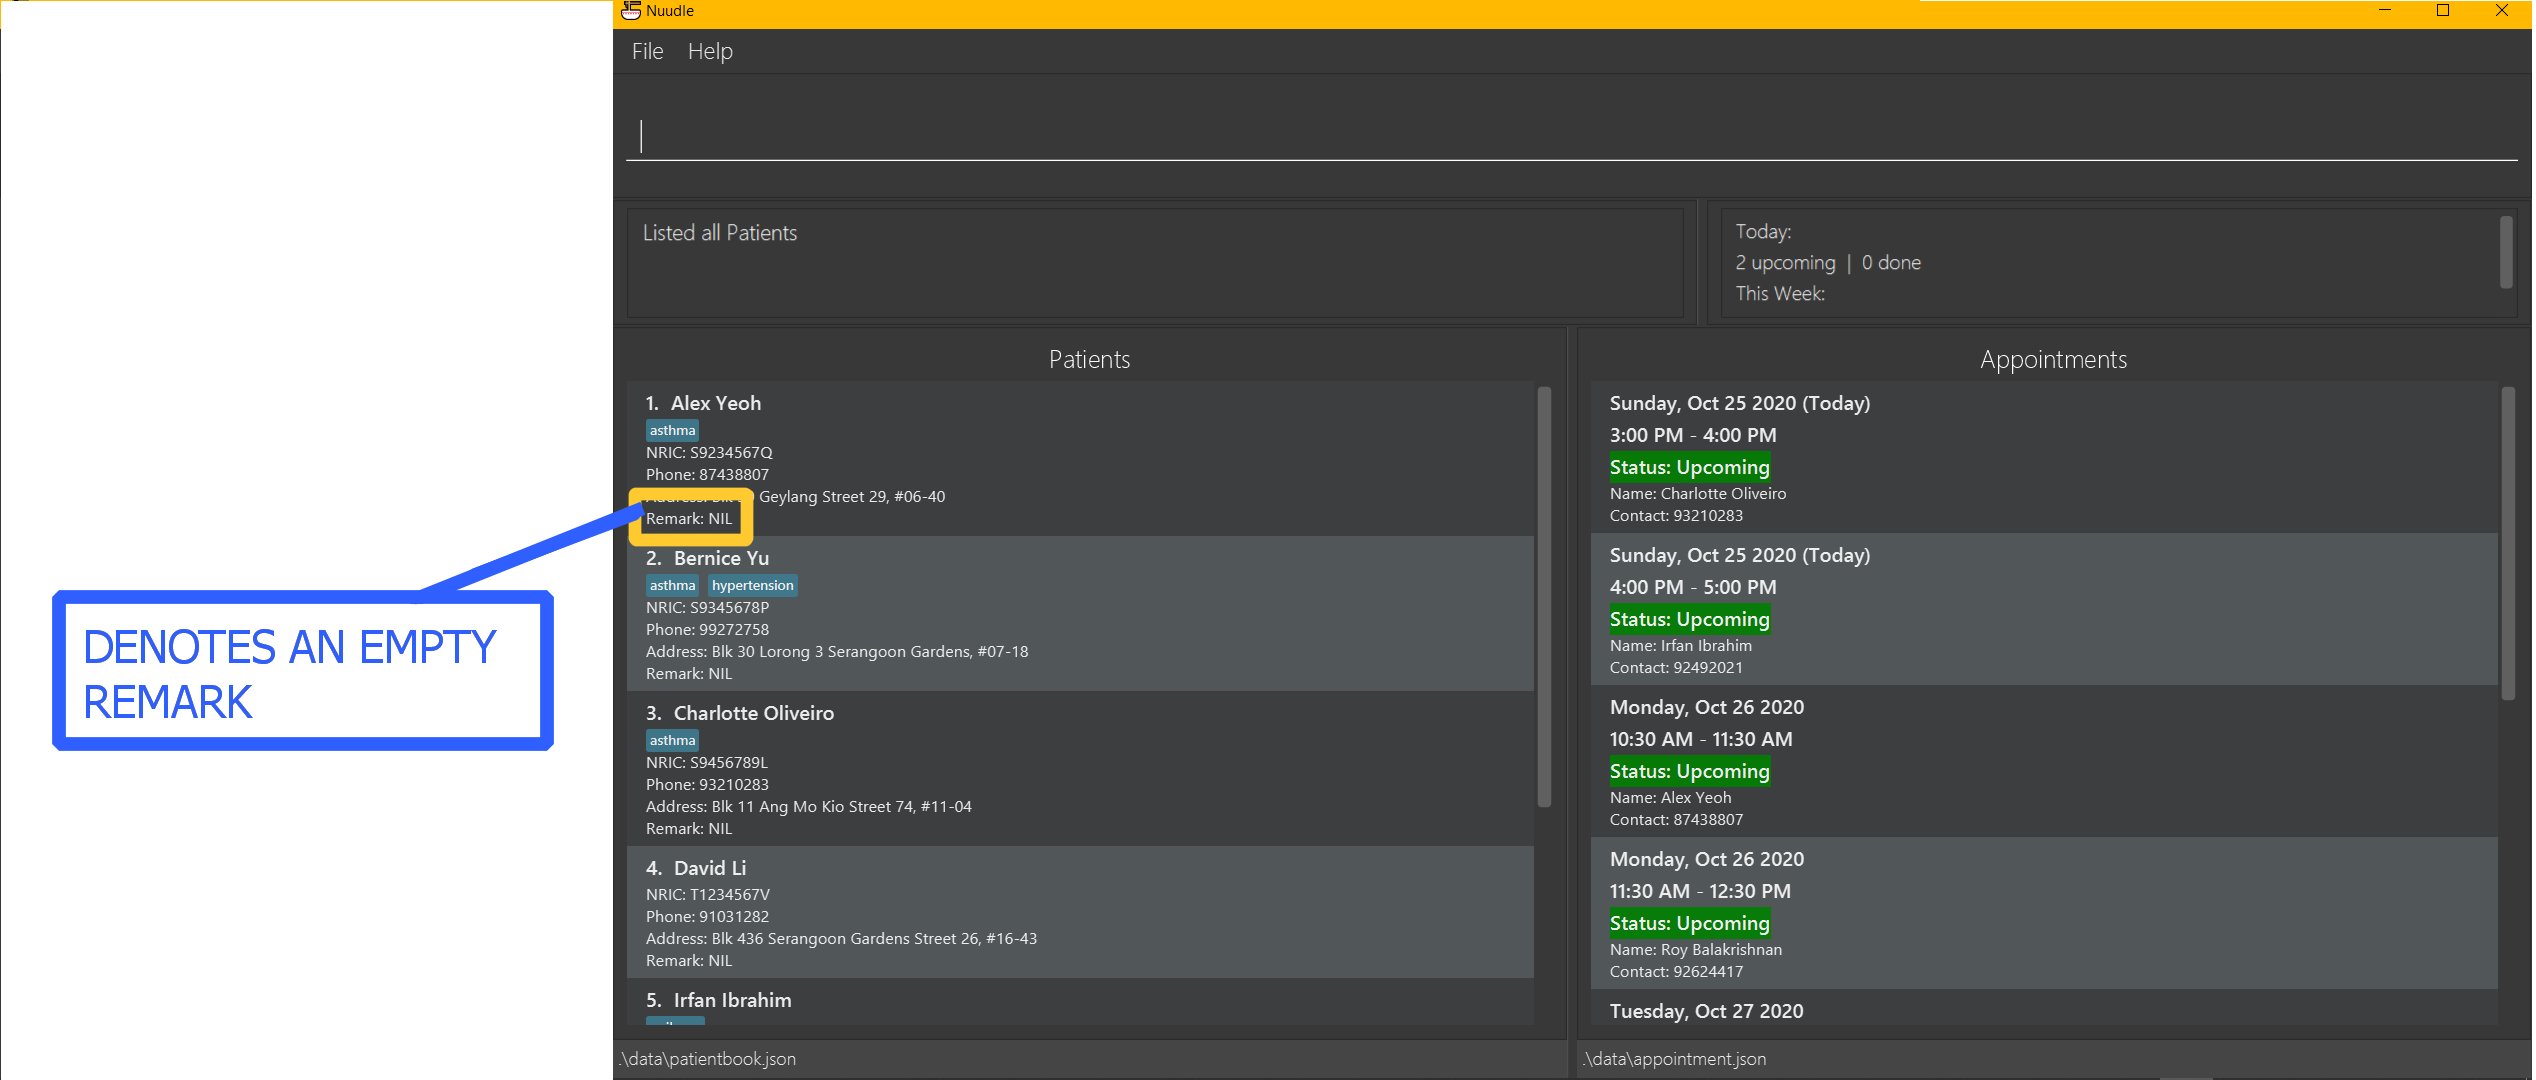 Nuudle
File Help
Listed all Patients
Today:
2 upcoming | 0 done
This Week:
Patients
1. Alex Yeoh
asthma
NRIC: S9234567Q
Phone: 87438807
Geylang Street 29, #06-40
Remark: NIL
2. Bernice Yu
asthma hypertension
NRIC: S9345678P
Phone: 99272758
Address: Blk 30 Lorong 3 Serangoon Gardens, #07-18
Remark: NIL
3. Charlotte Oliveiro
asthma
NRIC: S9456789L
Phone: 93210283
Address: Blk 11 Ang Mo Kio Street 74, #11-04
Remark: NIL
4. David Li
NRIC: T1234567V
Phone: 91031282
Address: Blk 436 Serangoon Gardens Street 26, #16-43
Remark: NIL
5. Irfan Ibrahim
.\data\patientbook.json
Appointments
Sunday, Oct 25 2020 (Today)
3:00 PM - 4:00 PM
Status: Upcoming
Name: Charlotte Oliveiro
Contact: 93210283
Sunday, Oct 25 2020 (Today)
4:00 PM - 5:00 PM
Status: Upcoming
Name: Irfan Ibrahim
Contact: 92492021
Monday, Oct 26 2020
10:30 AM - 11:30 AM
Status: Upcoming
Name: Alex Yeoh
Contact: 87438807
Monday, Oct 26 2020
11:30 AM - 12:30 PM
Status: Upcoming
Name: Roy Balakrishnan
Contact: 92624417
Tuesday, Oct 27 2020
.\data\appointment.json
DENOTES AN EMPTY
REMARK